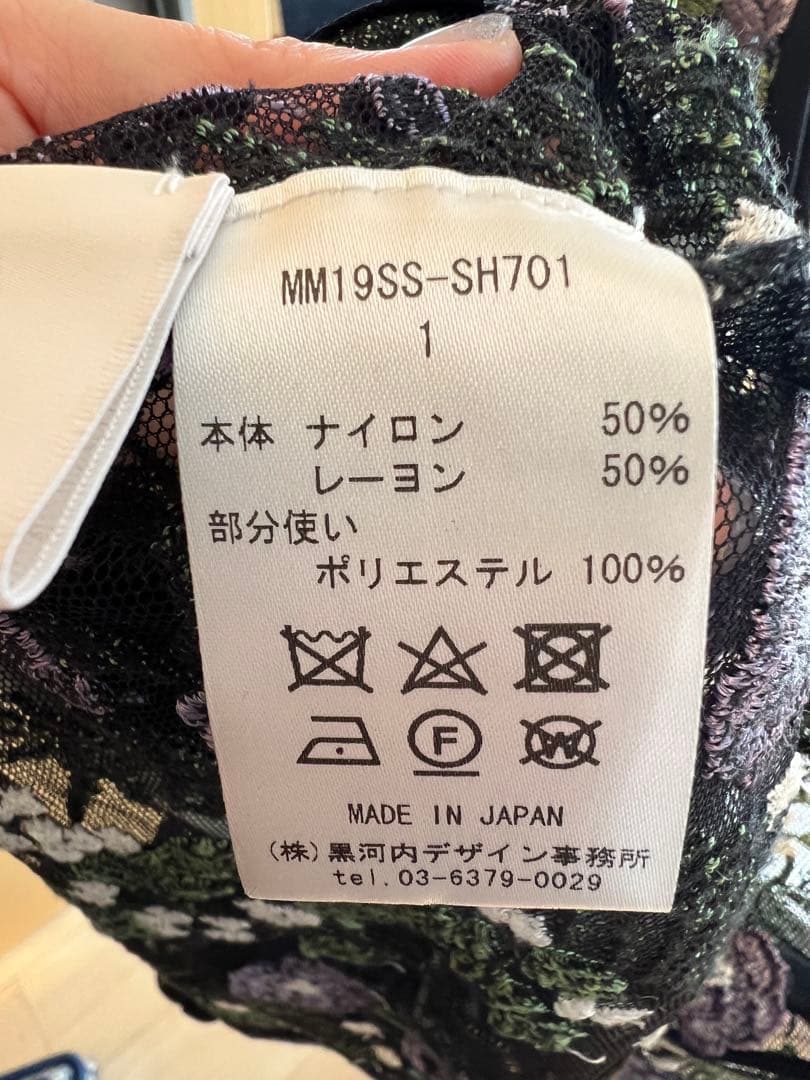 MM19SS-SH701
1
本体 ナイロン 50%
レーヨン 50%
部分使い
ポリエステル 100%
F W
MADE IN JAPAN
(株)黒河内デザイン事務所
tel.03-6379-0029